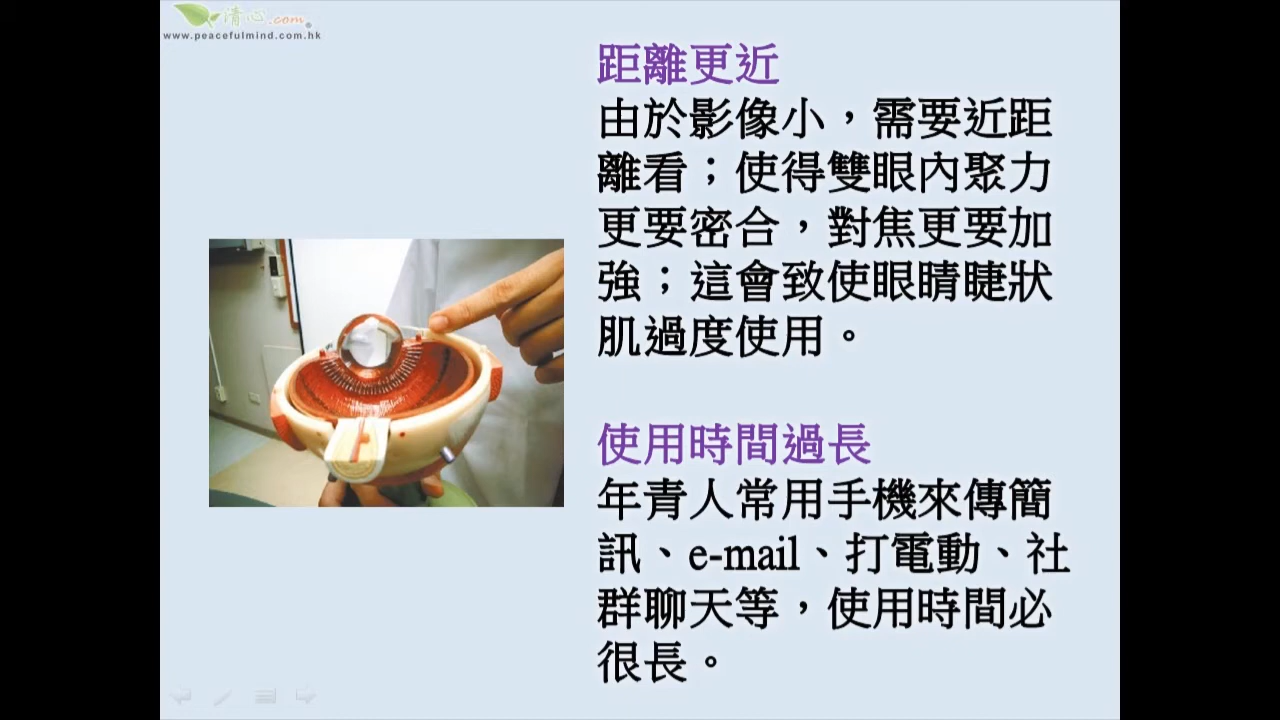 清心.com
www.peacefulmind.com.hk
距離更近
由於影像小，需要近距
離看；使得雙眼內聚力
更要密合，對焦更要加
強；這會致使眼睛睫狀
肌過度使用。
使用時間過長
年青人常用手機來傳簡
訊、e-mail、打電動、社
群聊天等，使用時間必
很長。